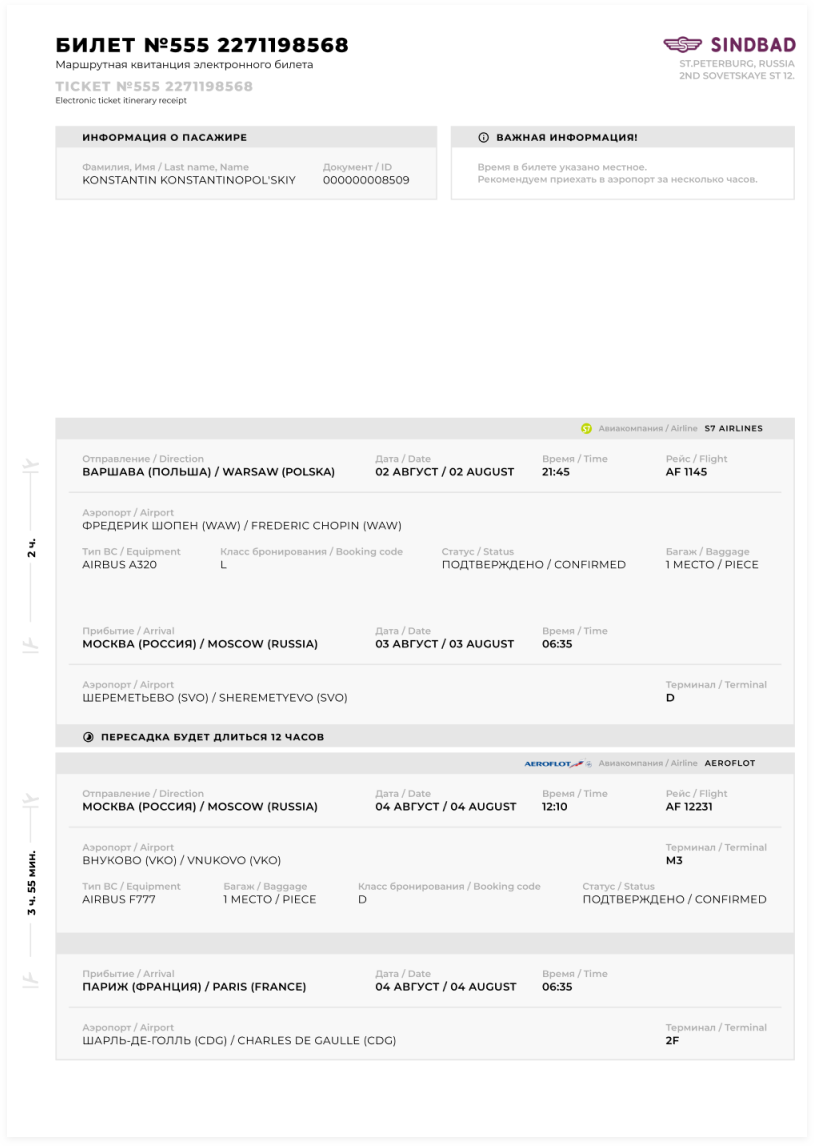 БИЛЕТ №555 2271198568
Маршрутная квитанция электронного билета
TICKET №555 2271198568
Electronic ticket itinerary receipt
SINDBAD
ST.PETERBURG, RUSSIA
2ND SOVETSKAYE ST 12.
ИНФОРМАЦИЯ О ПАСАЖИРЕ
Фамилия, Имя / Last name, Name Документ / ID
KONSTANTIN KONSTANTINOPOL'SKIY 000000008509
ВАЖНАЯ ИНФОРМАЦИЯ!
Время в билете указано местное.
Рекомендуем приехать в аэропорт за несколько часов.
Авиакомпания / Airline S7 AIRLINES
Отправление / Direction Дата / Date Время / Time Рейс / Flight
ВАРШАВА (ПОЛЬША) / WARSAW (POLSKA) 02 АВГУСТ / 02 AUGUST 21:45 AF 1145
Аэропорт / Airport
ФРЕДЕРИК ШОПЕН (WAW) / FREDERIC CHOPIN (WAW)
Тип ВС / Equipment Класс бронирования / Booking code Статус / Status Багаж / Baggage
AIRBUS A320 L ПОДТВЕРЖДЕНО / CONFIRMED 1 МЕСТО / PIECE
2 ч.
Прибытие / Arrival Дата / Date Время / Time
МОСКВА (РОССИЯ) / MOSCOW (RUSSIA) 03 АВГУСТ / 03 AUGUST 06:35
Аэропорт / Airport Терминал / Terminal
ШЕРЕМЕТЬЕВО (SVO) / SHEREMETYEVO (SVO) D
ПЕРЕСАДКА БУДЕТ ДЛИТЬСЯ 12 ЧАСОВ
AEROFLOT Авиакомпания / Airline AEROFLOT
Отправление / Direction Дата / Date Время / Time Рейс / Flight
МОСКВА (РОССИЯ) / MOSCOW (RUSSIA) 04 АВГУСТ / 04 AUGUST 12:10 AF 12231
Аэропорт / Airport Терминал / Terminal
ВНУКОВО (VKO) / VNUKOVO (VKO) M3
Тип ВС / Equipment Багаж / Baggage Класс бронирования / Booking code Статус / Status
AIRBUS F777 1 МЕСТО / PIECE D ПОДТВЕРЖДЕНО / CONFIRMED
3 ч. 55 мин.
Прибытие / Arrival Дата / Date Время / Time
ПАРИЖ (ФРАНЦИЯ) / PARIS (FRANCE) 04 АВГУСТ / 04 AUGUST 06:35
Аэропорт / Airport Терминал / Terminal
ШАРЛЬ-ДЕ-ГОЛЛЬ (CDG) / CHARLES DE GAULLE (CDG) 2F